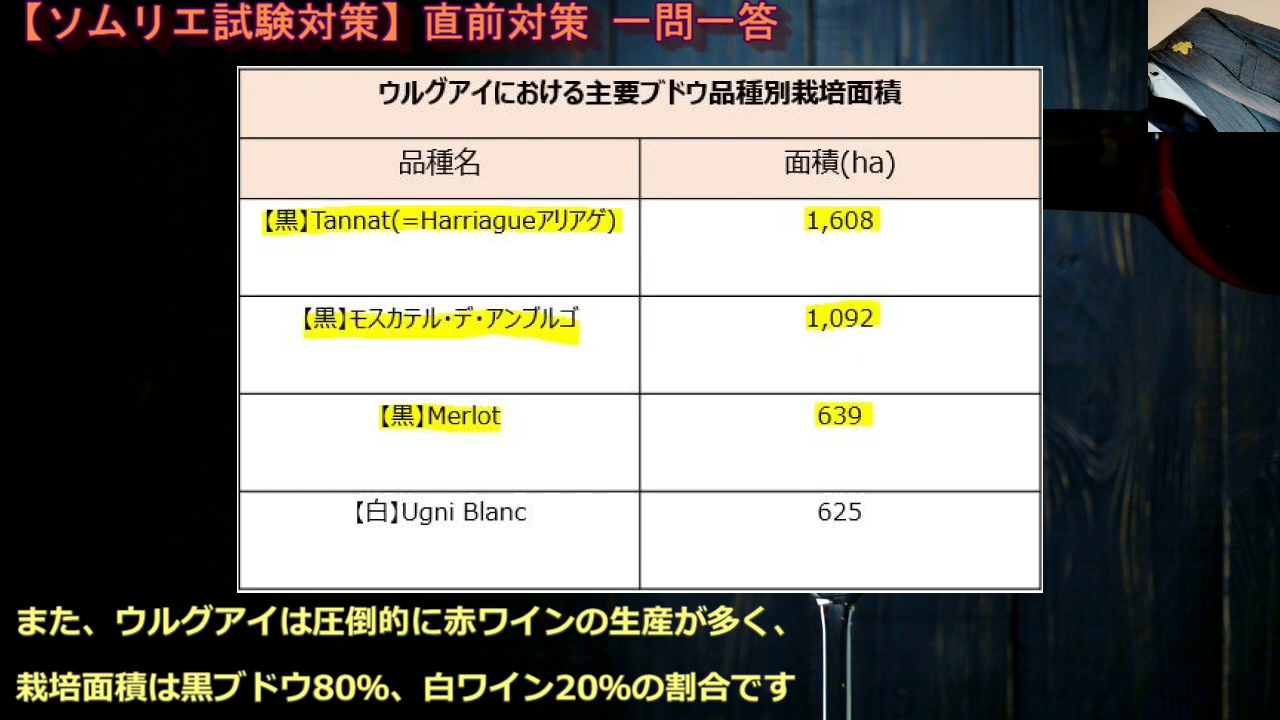 【ソムリエ試験対策】直前対策 一問一答
ウルグアイにおける主要ブドウ品種別栽培面積
品種名 面積(ha)
【黒】Tannat(=Harriagueアリアゲ) 1,608
【黒】モスカテル・デ・アンブルゴ 1,092
【黒】Merlot 639
【白】Ugni Blanc 625
また、ウルグアイは圧倒的に赤ワインの生産が多く、
栽培面積は黒ブドウ80%、白ワイン20%の割合です